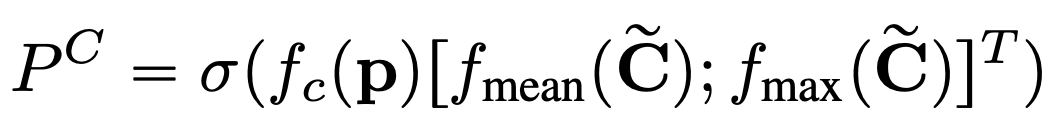 P^C = σ(f_c(𝐩)[f_mean(𝐂̃); f_max(𝐂̃)]^T)